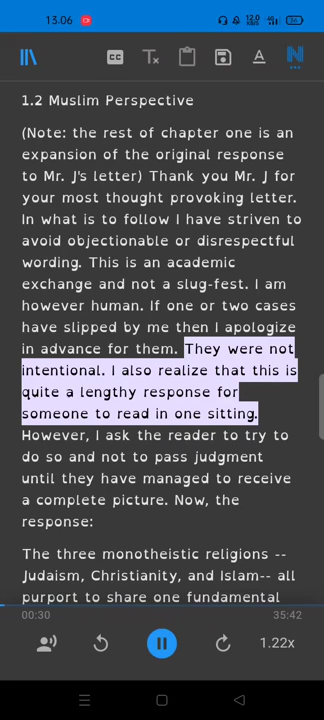 13.06
12.0
KB/S
4G
56
CC
1.2 Muslim Perspective
(Note: the rest of chapter one is an
expansion of the original response
to Mr. J's letter) Thank you Mr. J for
your most thought provoking letter.
In what is to follow I have striven to
avoid objectionable or disrespectful
wording. This is an academic
exchange and not a slug-fest. I am
however human. If one or two cases
have slipped by me then I apologize
in advance for them. They were not
intentional. I also realize that this is
quite a lengthy response for
someone to read in one sitting.
However, I ask the reader to try to
do so and not to pass judgment
until they have managed to receive
a complete picture. Now, the
response:
The three monotheistic religions --
Judaism, Christianity, and Islam-- all
purport to share one fundamental
00:30 35:42
1.22x